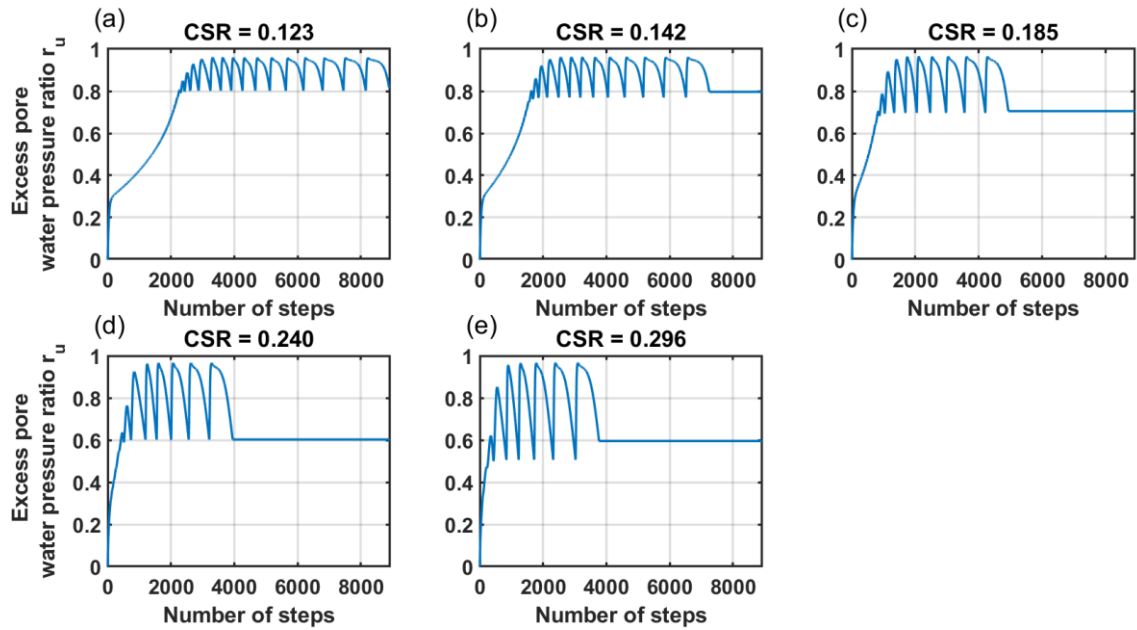 (a)
CSR = 0.123
(b)
CSR = 0.142
(c)
CSR = 0.185
Excess pore
water pressure ratio r_u
1
0.8
0.6
0.4
0.2
0
0 2000 4000 6000 8000
Number of steps
1
0.8
0.6
0.4
0.2
0
0 2000 4000 6000 8000
Number of steps
1
0.8
0.6
0.4
0.2
0
0 2000 4000 6000 8000
Number of steps
(d)
CSR = 0.240
(e)
CSR = 0.296
Excess pore
water pressure ratio r_u
1
0.8
0.6
0.4
0.2
0
0 2000 4000 6000 8000
Number of steps
1
0.8
0.6
0.4
0.2
0
0 2000 4000 6000 8000
Number of steps